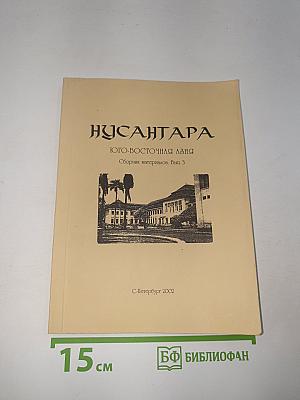 НУСАНТАРА
ЮГО-ВОСТОЧНАЯ АЗИЯ
Сборник материалов. Вып. 3
С-Петербург 2002
15 см
БФ БИБЛИОФАН